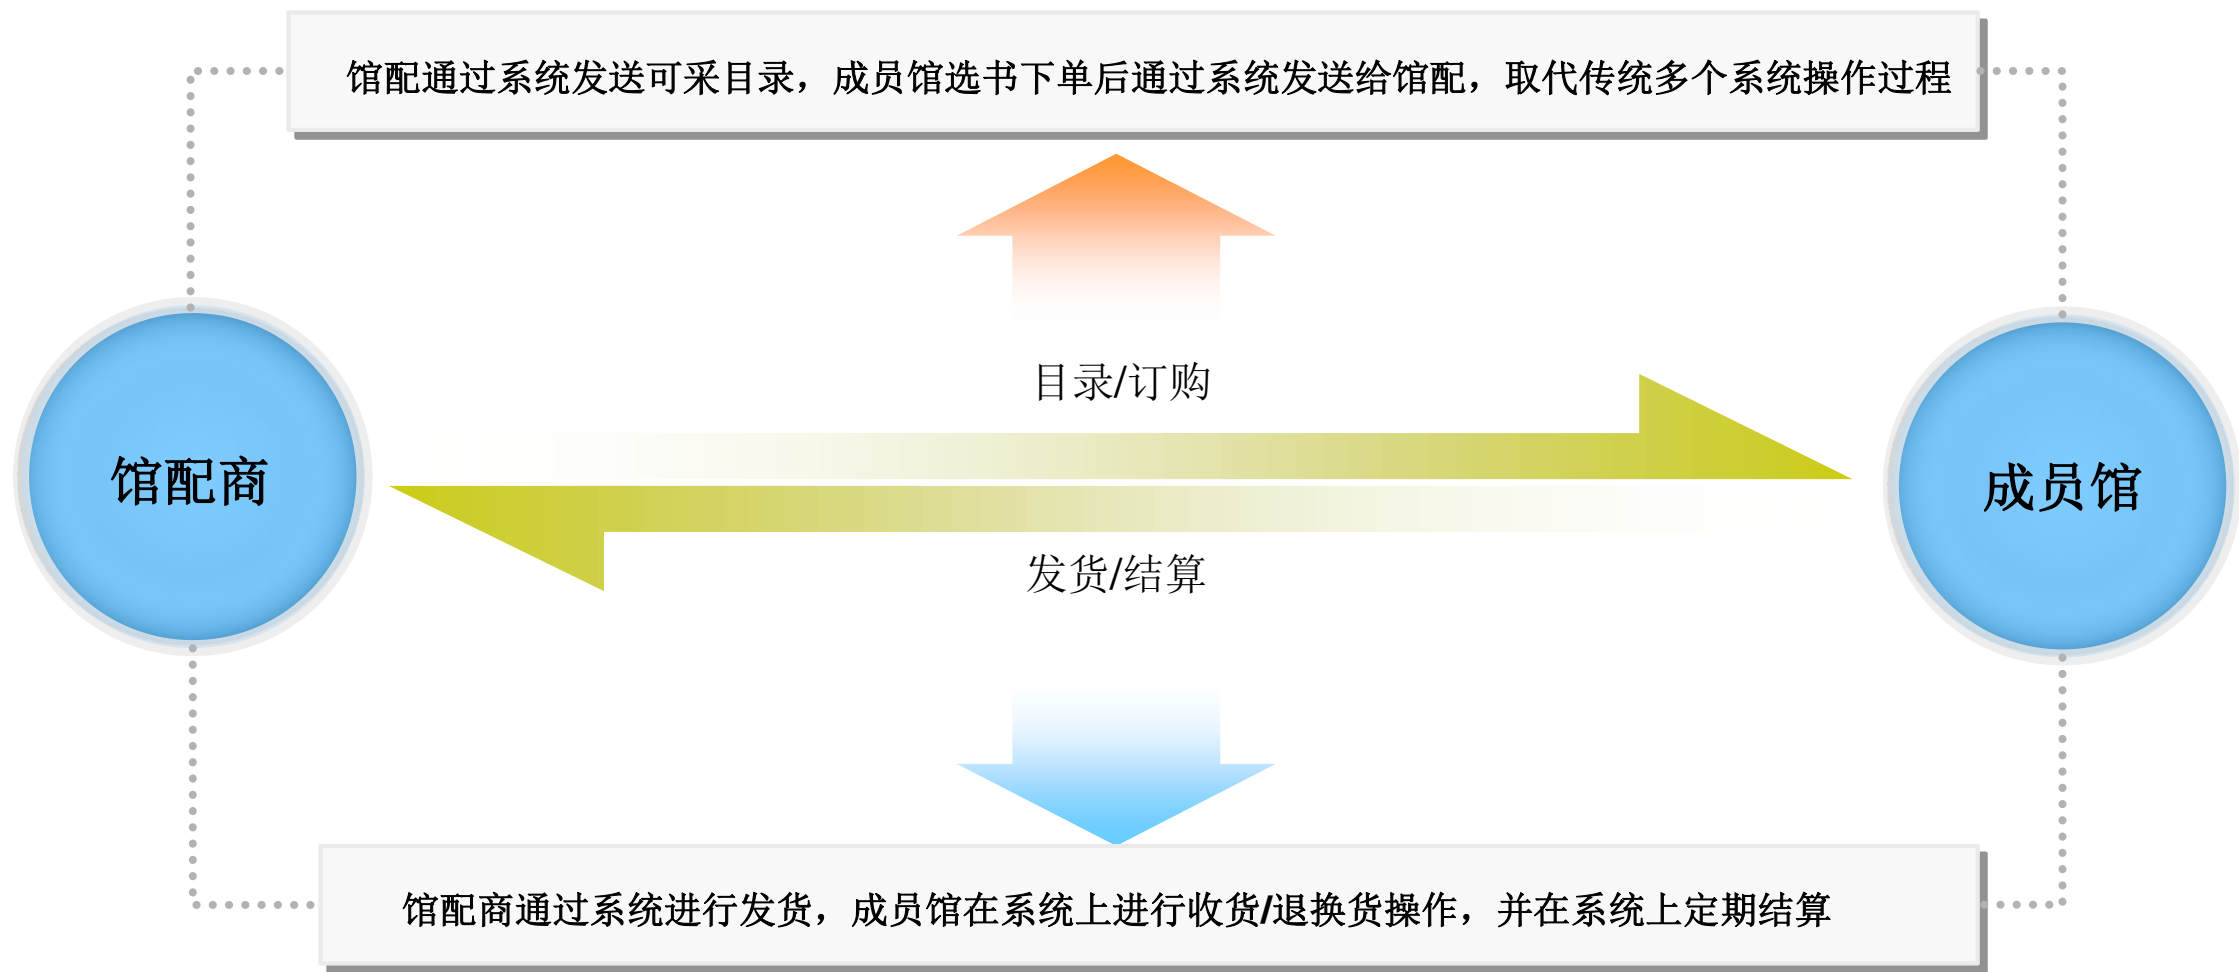 馆配通过系统发送可采目录，成员馆选书下单后通过系统发送给馆配，取代传统多个系统操作过程
目录/订购
馆配商
成员馆
发货/结算
馆配商通过系统进行发货，成员馆在系统上进行收货/退换货操作，并在系统上定期结算